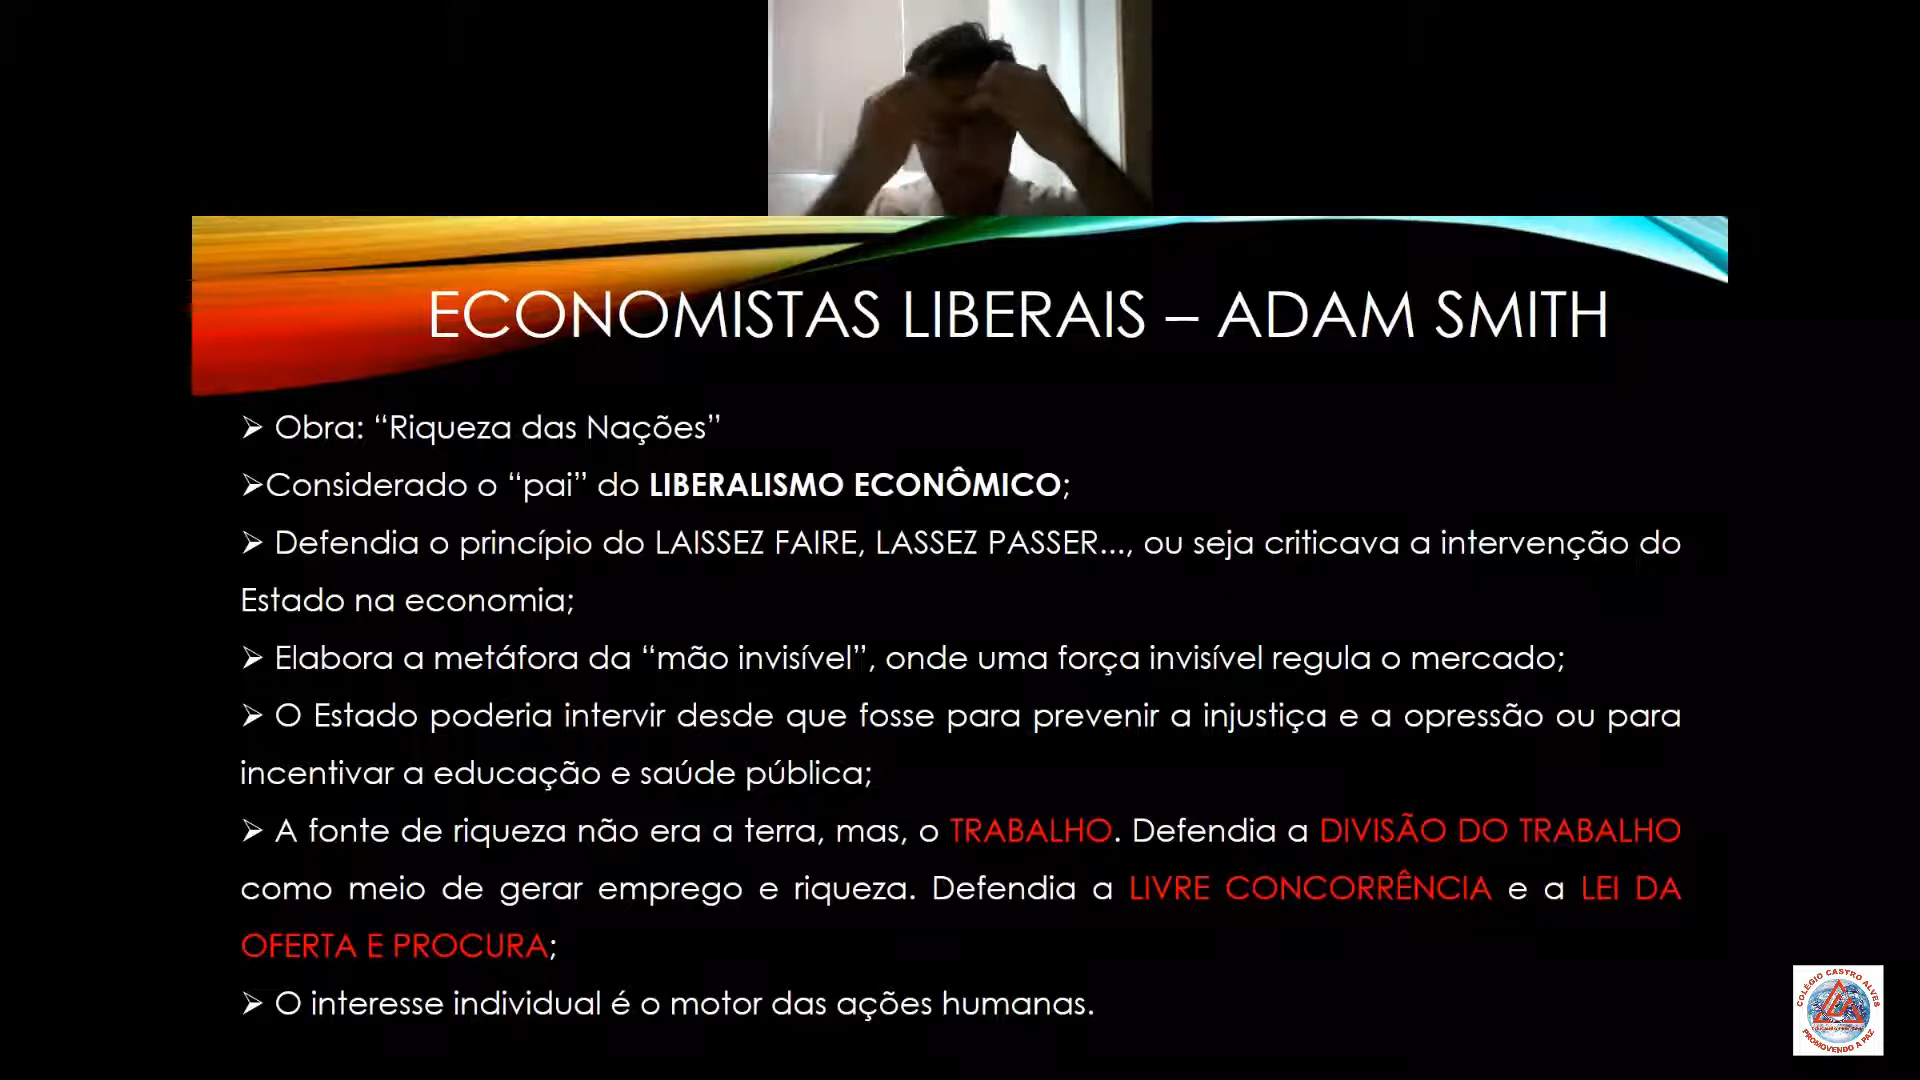 ECONOMISTAS LIBERAIS – ADAM SMITH
➢ Obra: “Riqueza das Nações”
➢Considerado o “pai” do LIBERALISMO ECONÔMICO;
➢ Defendia o princípio do LAISSEZ FAIRE, LASSEZ PASSER..., ou seja criticava a intervenção do
Estado na economia;
➢ Elabora a metáfora da “mão invisível”, onde uma força invisível regula o mercado;
➢ O Estado poderia intervir desde que fosse para prevenir a injustiça e a opressão ou para
incentivar a educação e saúde pública;
➢ A fonte de riqueza não era a terra, mas, o TRABALHO. Defendia a DIVISÃO DO TRABALHO
como meio de gerar emprego e riqueza. Defendia a LIVRE CONCORRÊNCIA e a LEI DA
OFERTA E PROCURA;
➢ O interesse individual é o motor das ações humanas.
COLÉGIO CASTRO ALVES
PROMOVENDO A PAZ